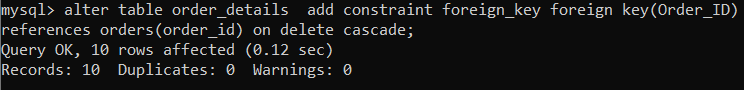 mysql> alter table order_details  add constraint foreign_key foreign key(Order_ID)
references orders(order_id) on delete cascade;
Query OK, 10 rows affected (0.12 sec)
Records: 10  Duplicates: 0  Warnings: 0